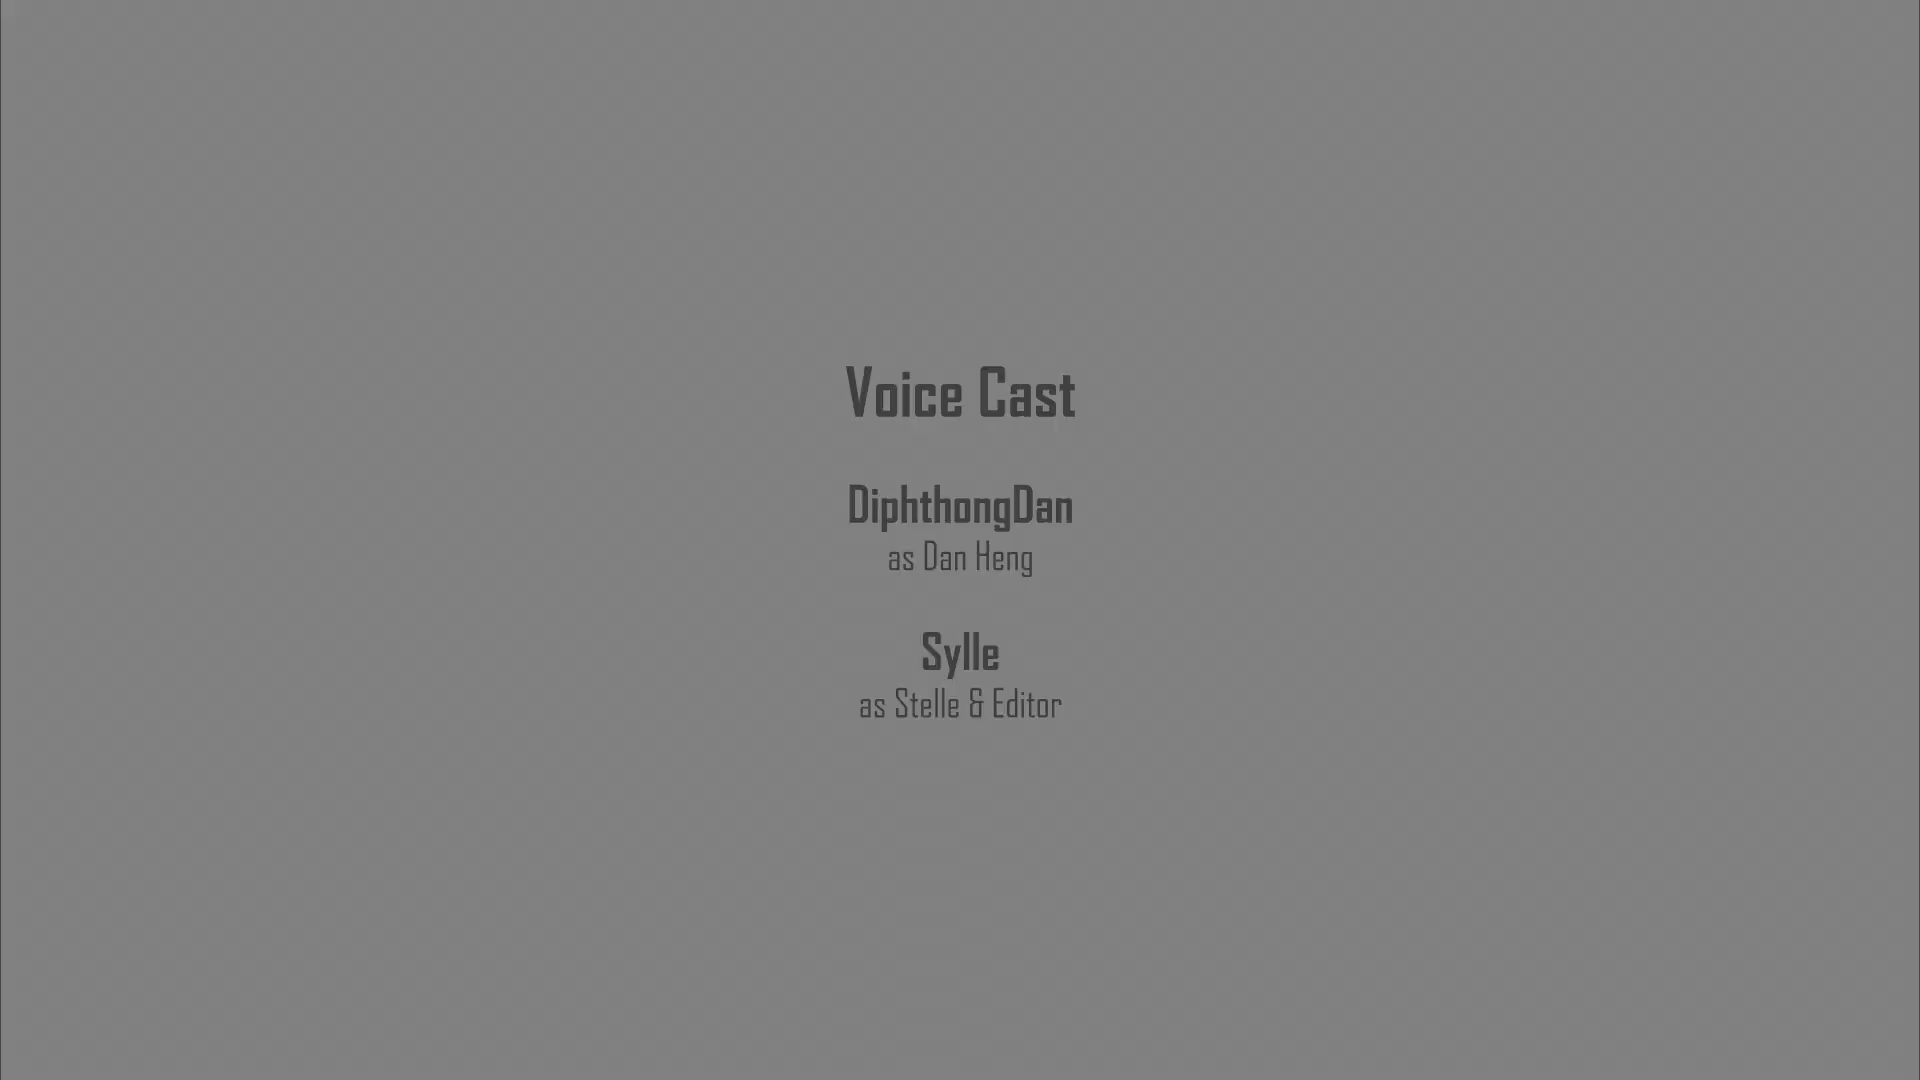 Voice Cast
DiphthongDan
as Dan Heng
Sylle
as Stelle & Editor